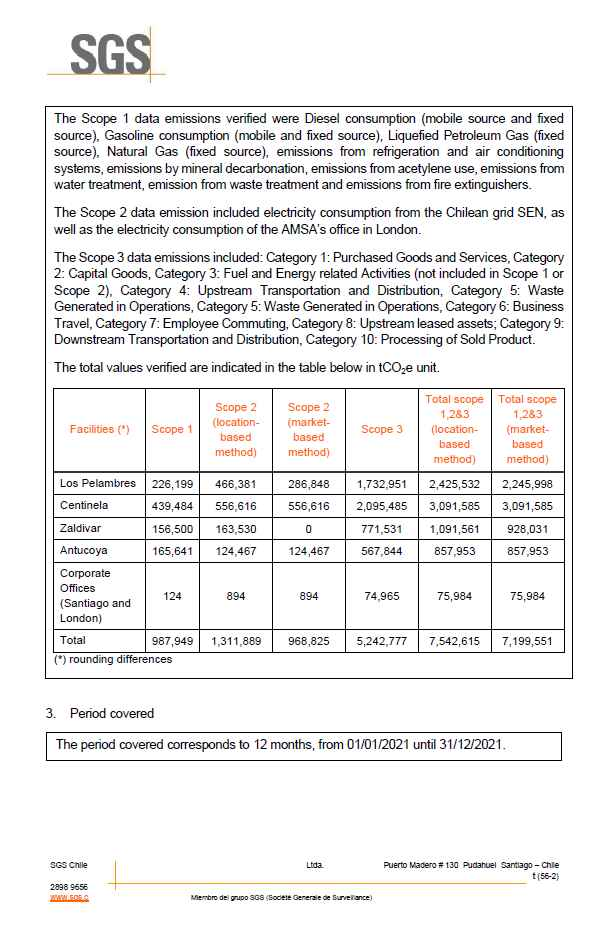 SGS
The Scope 1 data emissions verified were Diesel consumption (mobile source and fixed
source), Gasoline consumption (mobile and fixed source), Liquefied Petroleum Gas (fixed
source), Natural Gas (fixed source), emissions from refrigeration and air conditioning
systems, emissions by mineral decarbonation, emissions from acetylene use, emissions from
water treatment, emission from waste treatment and emissions from fire extinguishers.
The Scope 2 data emission included electricity consumption from the Chilean grid SEN, as
well as the electricity consumption of the AMSA's office in London.
The Scope 3 data emissions included: Category 1: Purchased Goods and Services, Category
2: Capital Goods, Category 3: Fuel and Energy related Activities (not included in Scope 1 or
Scope 2), Category 4: Upstream Transportation and Distribution, Category 5: Waste
Generated in Operations, Category 5: Waste Generated in Operations, Category 6: Business
Travel, Category 7: Employee Commuting, Category 8: Upstream leased assets; Category 9:
Downstream Transportation and Distribution, Category 10: Processing of Sold Product.
The total values verified are indicated in the table below in tCO₂e unit.
Facilities (*) Scope 1 Scope 2 (location-based method) Scope 2 (market-based method) Scope 3 Total scope 1,2&3 (location-based method) Total scope 1,2&3 (market-based method)
Los Pelambres 226,199 466,381 286,848 1,732,951 2,425,532 2,245,998
Centinela 439,484 556,616 556,616 2,095,485 3,091,585 3,091,585
Zaldivar 156,500 163,530 0 771,531 1,091,561 928,031
Antucoya 165,641 124,467 124,467 567,844 857,953 857,953
Corporate Offices (Santiago and London) 124 894 894 74,965 75,984 75,984
Total 987,949 1,311,889 968,825 5,242,777 7,542,615 7,199,551
(*) rounding differences
3. Period covered
The period covered corresponds to 12 months, from 01/01/2021 until 31/12/2021.
SGS Chile Ltda. Puerto Madero # 130 Pudahuel Santiago – Chile
t (56-2)
2898 9656
www.sgs.c
Miembro del grupo SGS (Société Generale de Surveillance)